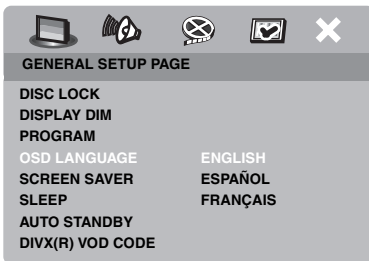 GENERAL SETUP PAGE
DISC LOCK
DISPLAY DIM
PROGRAM
OSD LANGUAGE ENGLISH
SCREEN SAVER ESPAÑOL
SLEEP FRANÇAIS
AUTO STANDBY
DIVX(R) VOD CODE